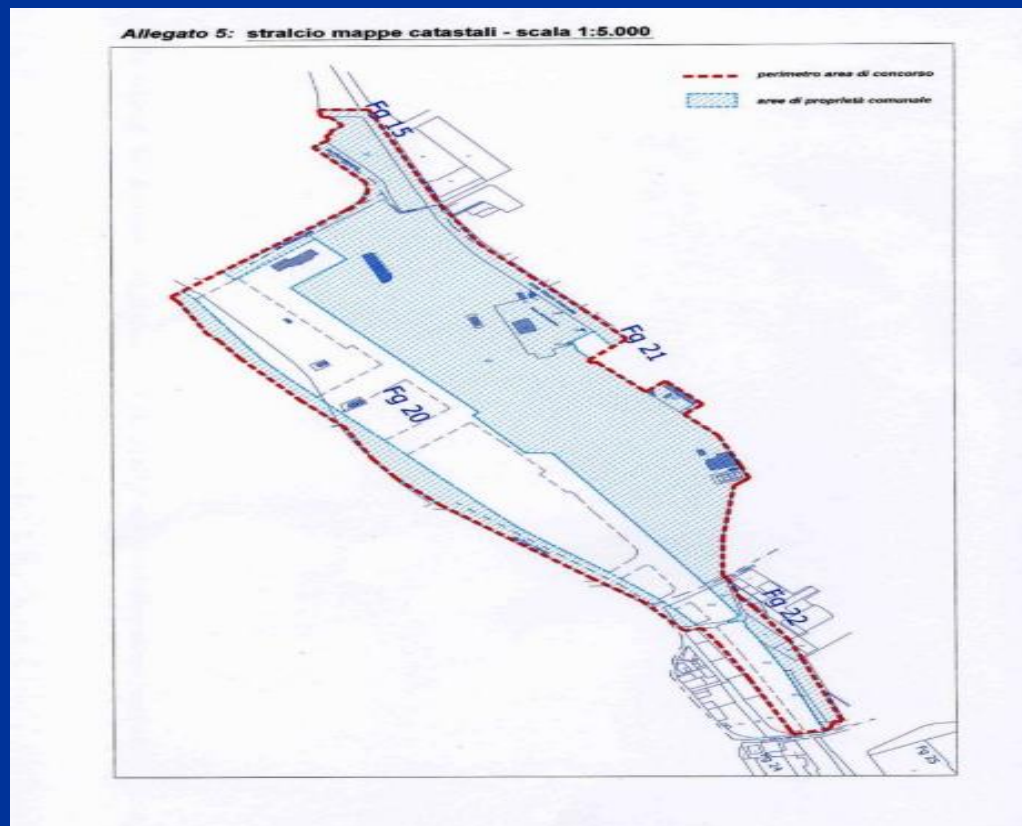 Allegato 5: stralcio mappe catastali - scala 1:5.000
perimetro area di concorso
aree di proprietà comunale
Fg 15
Fg 21
Fg 20
Fg 22
Fg 24
Fg 25